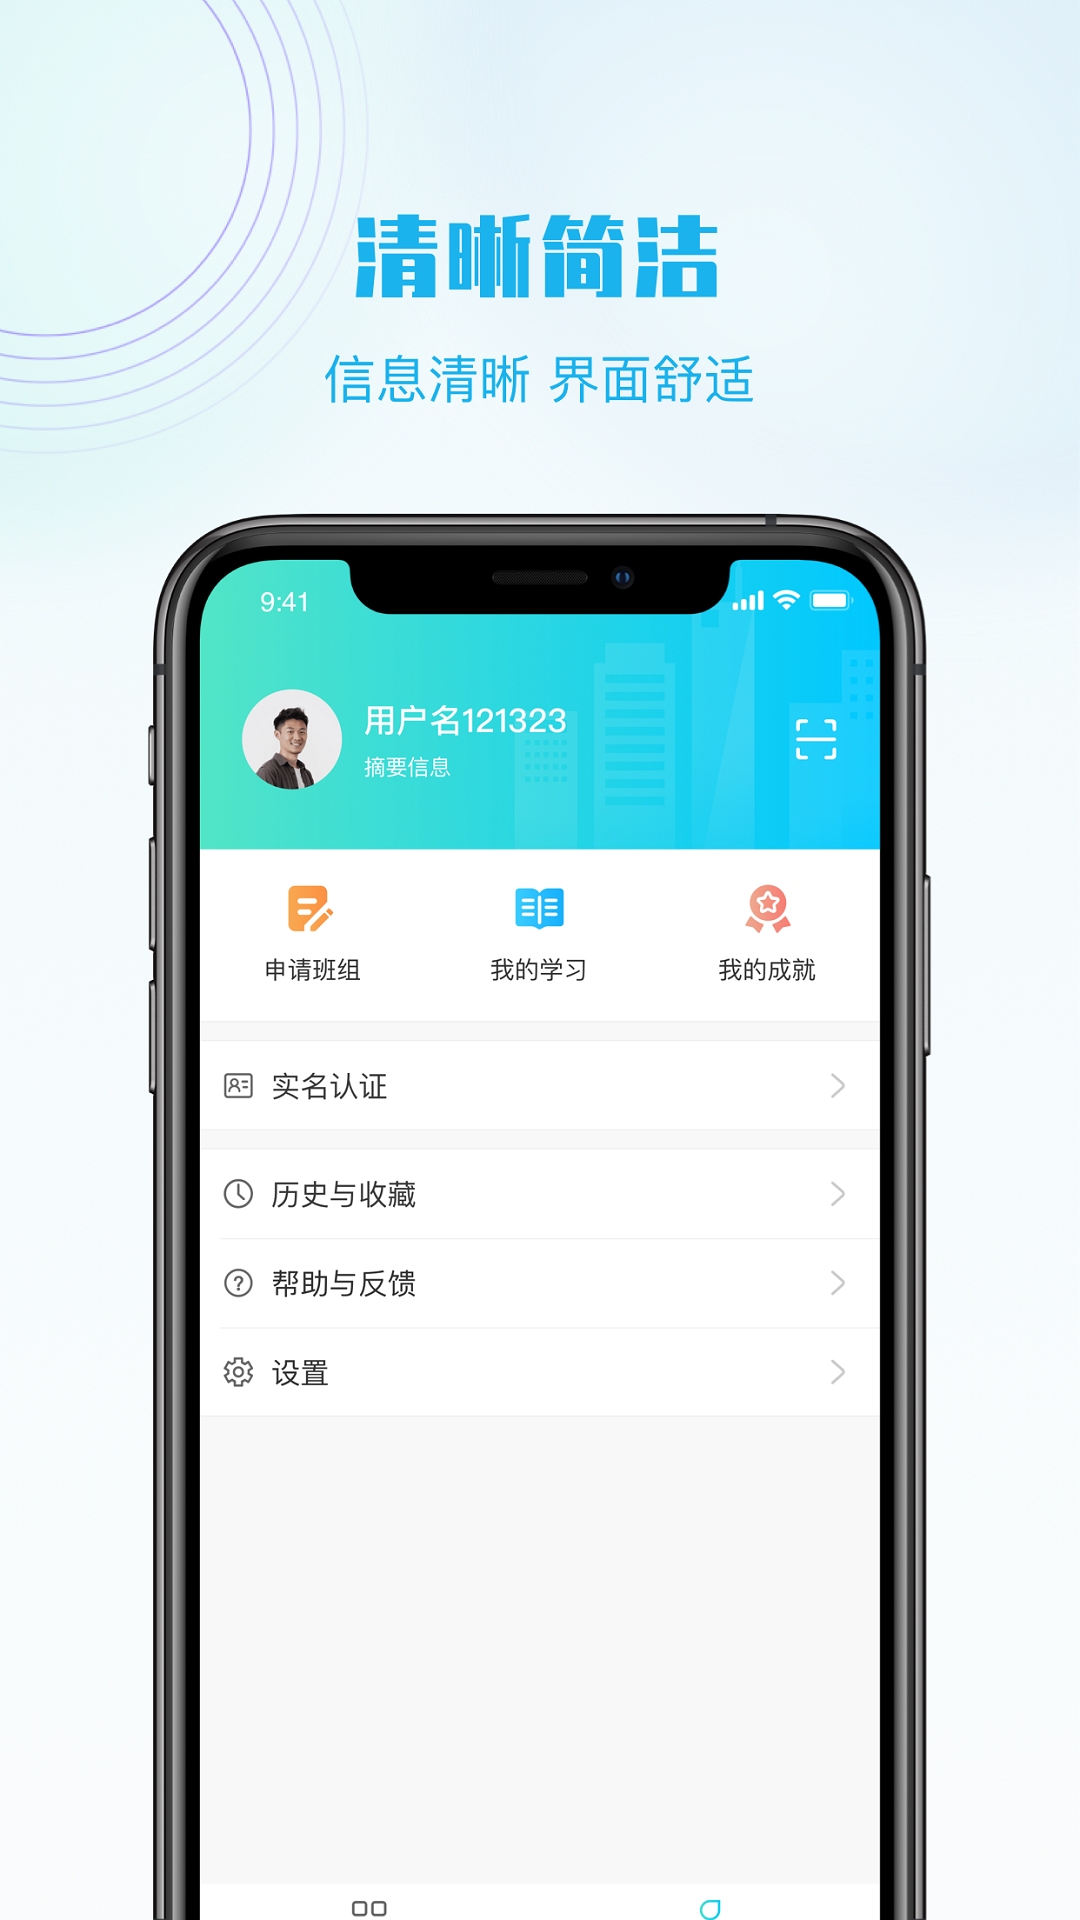 清晰简洁
信息清晰 界面舒适
9:41
用户名121323
摘要信息
申请班组
我的学习
我的成就
实名认证
历史与收藏
帮助与反馈
设置